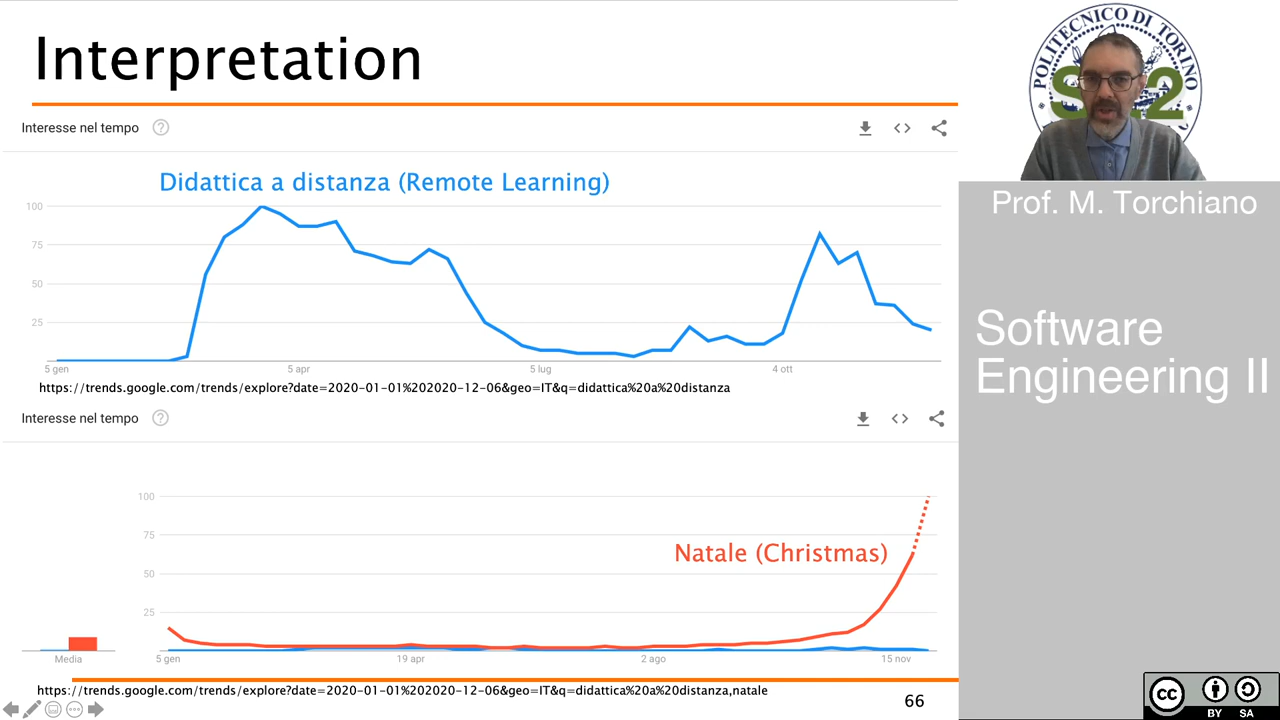 Interpretation
Interesse nel tempo ?
Didattica a distanza (Remote Learning)
100
75
50
25
5 gen 5 apr 5 lug 4 ott
https://trends.google.com/trends/explore?date=2020-01-01%202020-12-06&geo=IT&q=didattica%20a%20distanza
Interesse nel tempo ?
100
75
Natale (Christmas)
50
25
Media 5 gen 19 apr 2 ago 15 nov
https://trends.google.com/trends/explore?date=2020-01-01%202020-12-06&geo=IT&q=didattica%20a%20distanza,natale
66
POLITECNICO DI TORINO
Prof. M. Torchiano
Software
Engineering II
cc
BY SA